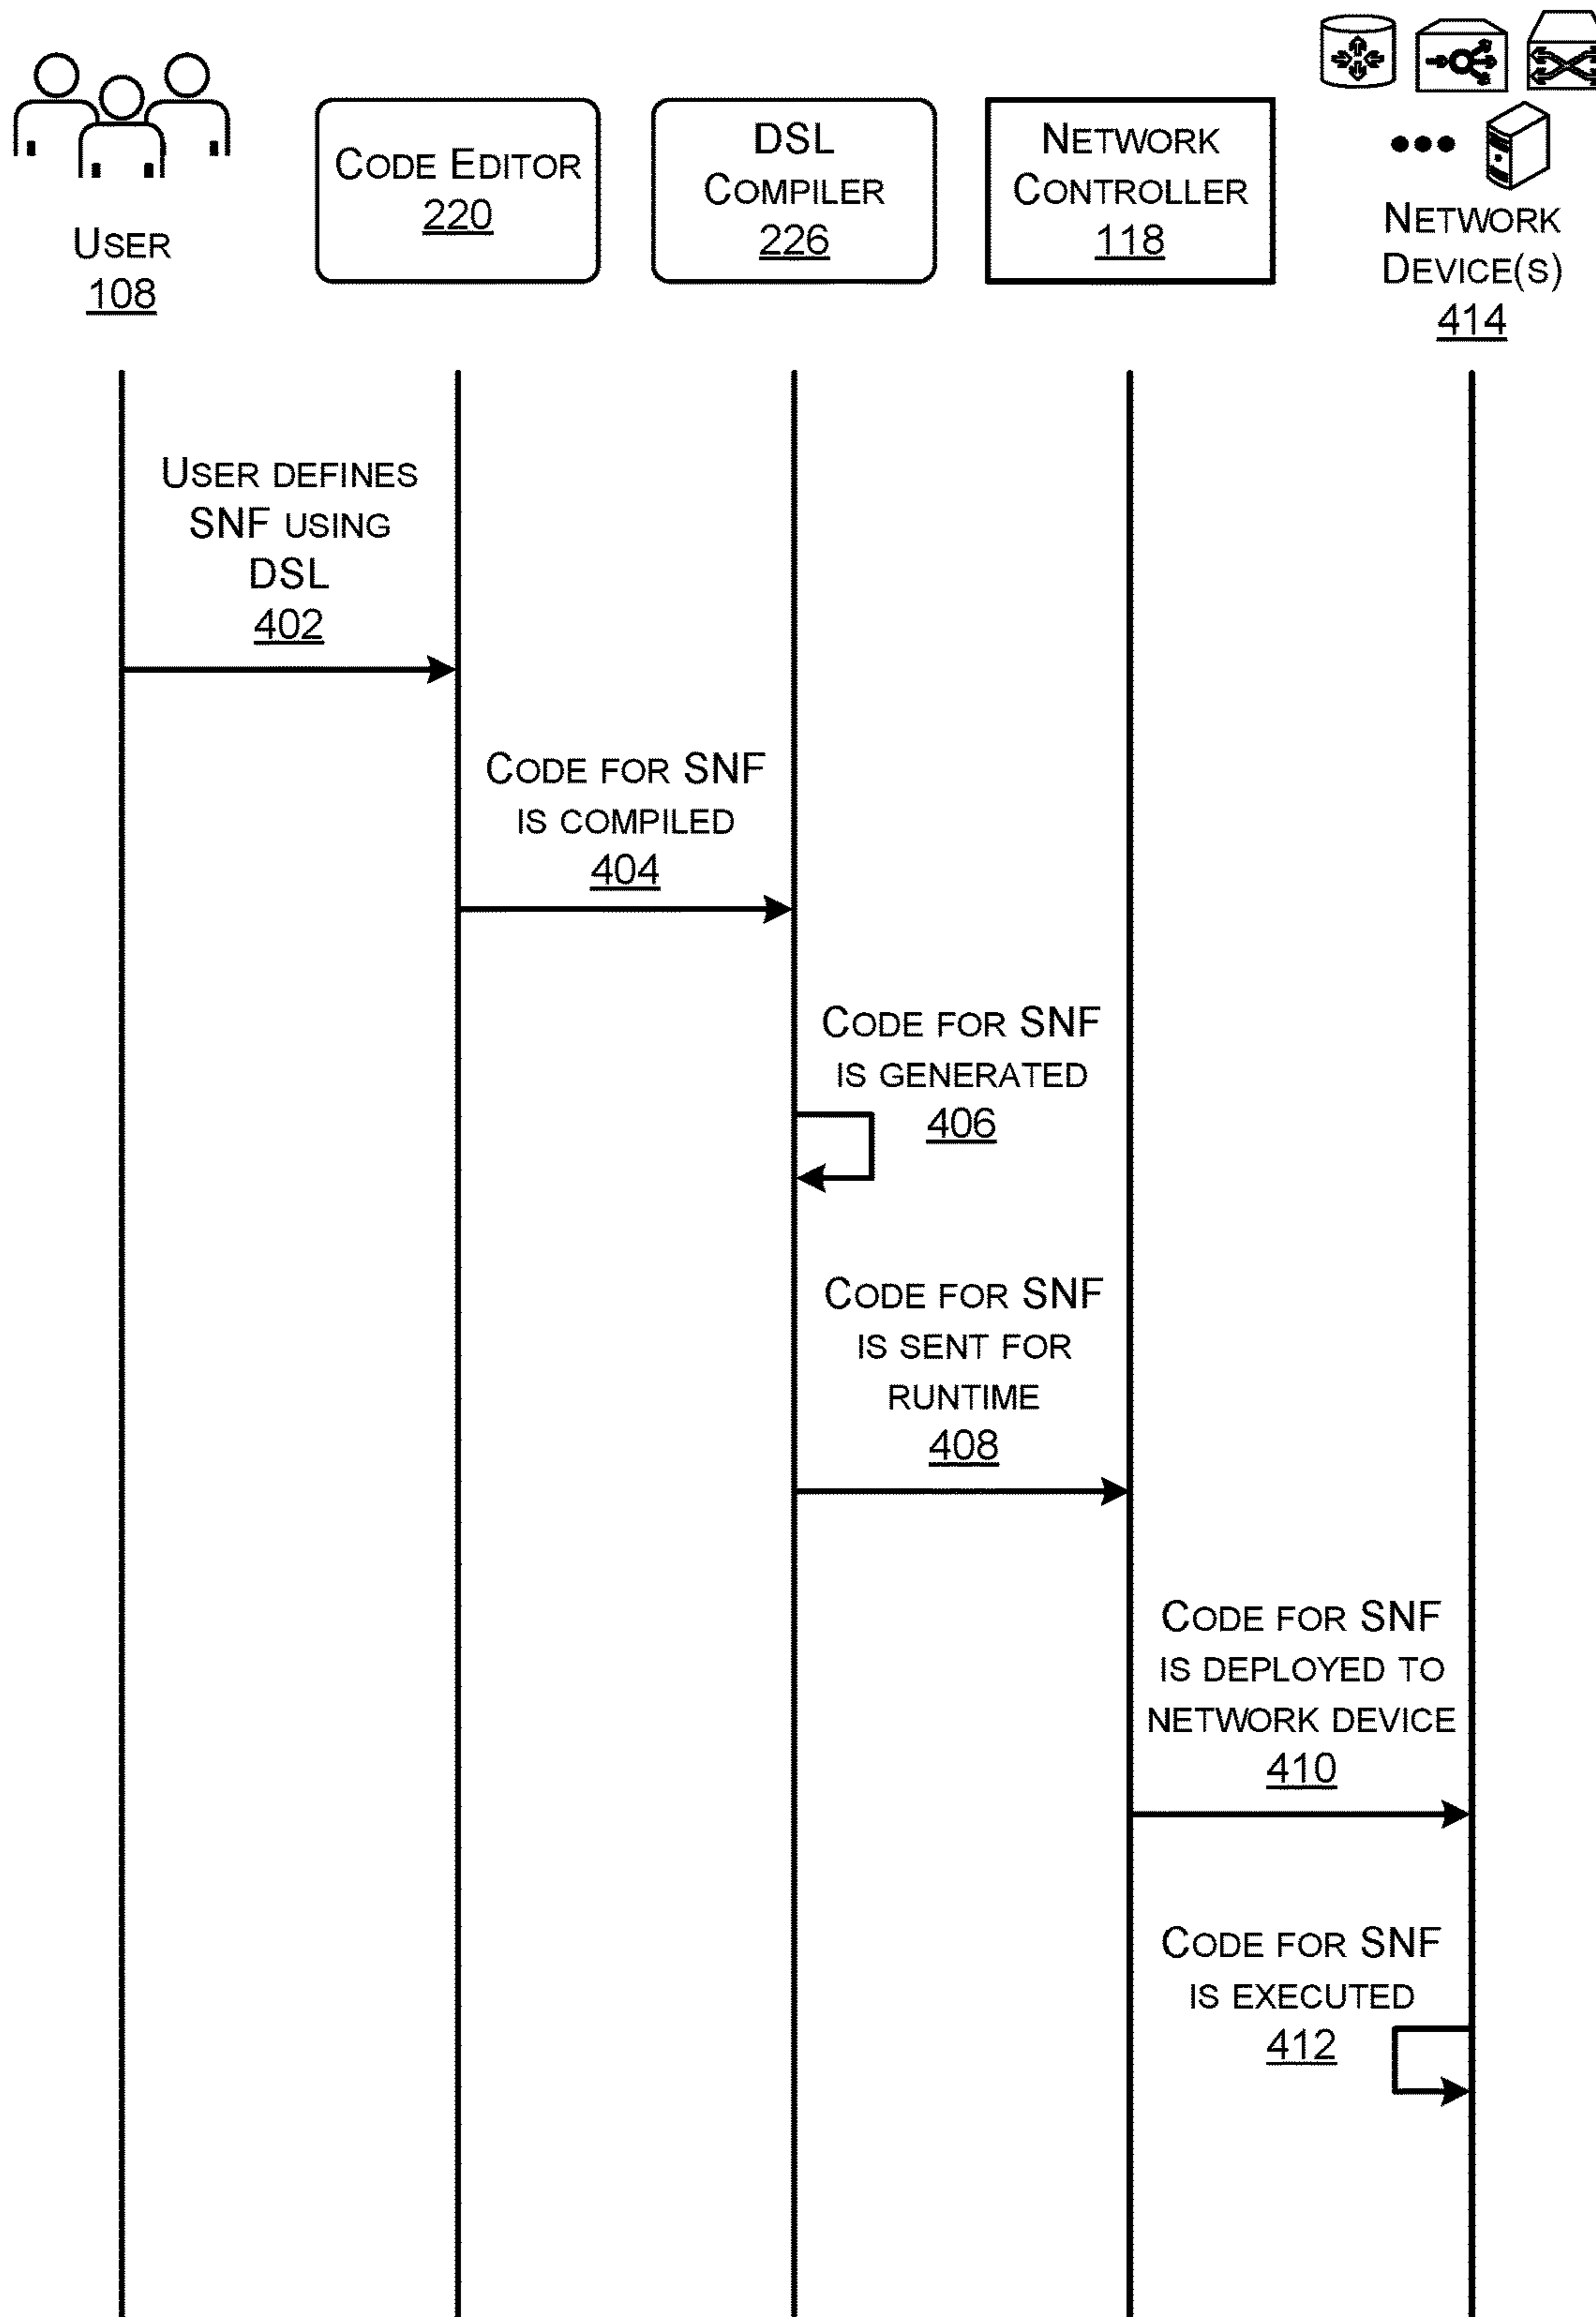 User
108
Code Editor
220
DSL
Compiler
226
Network
Controller
118
Network
Device(s)
414
User defines
SNF using
DSL
402
Code for SNF
is compiled
404
Code for SNF
is generated
406
Code for SNF
is sent for
runtime
408
Code for SNF
is deployed to
network device
410
Code for SNF
is executed
412